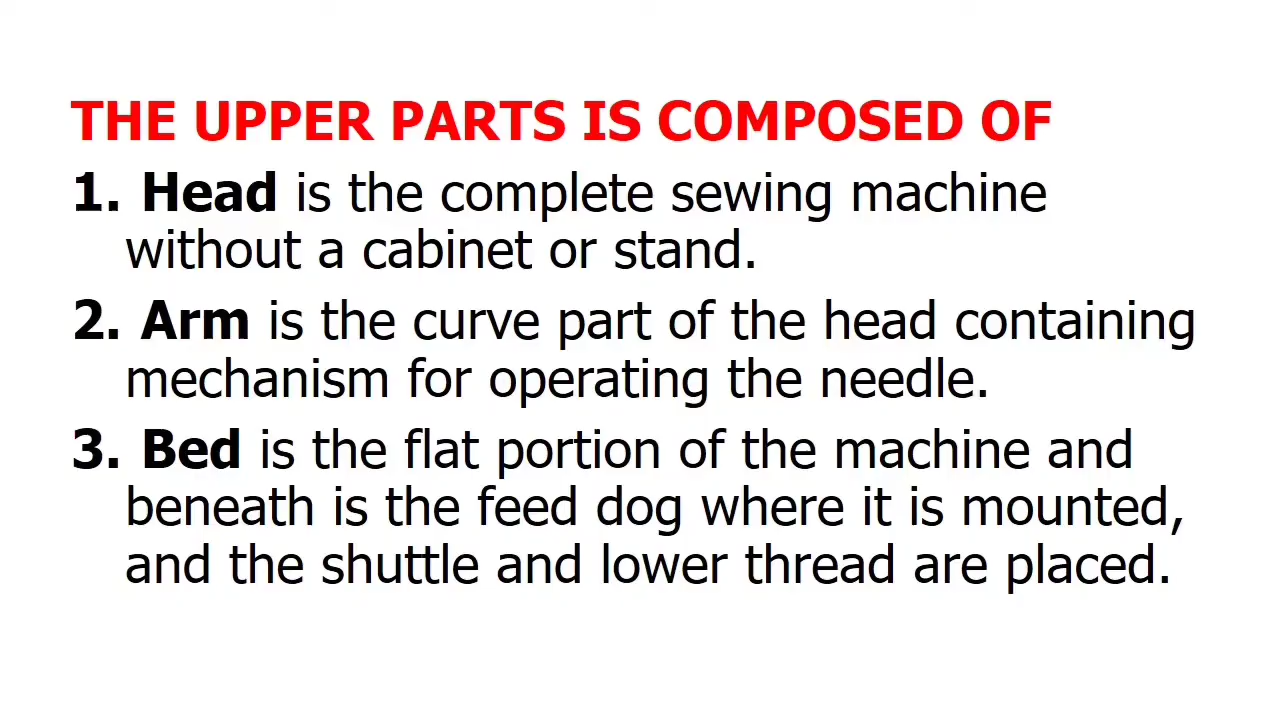 THE UPPER PARTS IS COMPOSED OF
1. Head is the complete sewing machine
without a cabinet or stand.
2. Arm is the curve part of the head containing
mechanism for operating the needle.
3. Bed is the flat portion of the machine and
beneath is the feed dog where it is mounted,
and the shuttle and lower thread are placed.